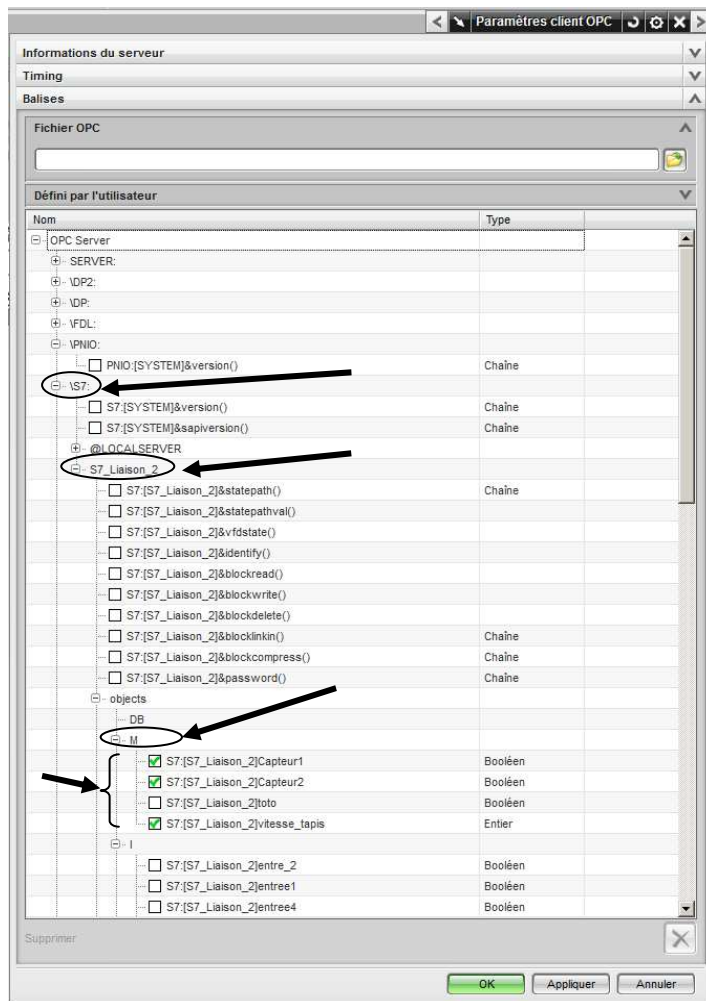 Paramètres client OPC
Informations du serveur
Timing
Balises
Fichier OPC
Défini par l'utilisateur
Nom Type
OPC Server
SERVER:
\DP2:
\DP:
\FDL:
\PNIO:
PNIO:[SYSTEM]&version() Chaîne
\S7:
S7:[SYSTEM]&version() Chaîne
S7:[SYSTEM]&sapiversion() Chaîne
@LOCALSERVER
S7_Liaison_2
S7:[S7_Liaison_2]&statepath() Chaîne
S7:[S7_Liaison_2]&statepathval()
S7:[S7_Liaison_2]&vfdstate()
S7:[S7_Liaison_2]&identify()
S7:[S7_Liaison_2]&blockread()
S7:[S7_Liaison_2]&blockwrite()
S7:[S7_Liaison_2]&blockdelete()
S7:[S7_Liaison_2]&blocklinkin() Chaîne
S7:[S7_Liaison_2]&blockcompress() Chaîne
S7:[S7_Liaison_2]&password() Chaîne
objects
DB
M
S7:[S7_Liaison_2]Capteur1 Booléen
S7:[S7_Liaison_2]Capteur2 Booléen
S7:[S7_Liaison_2]toto Booléen
S7:[S7_Liaison_2]vitesse_tapis Entier
I
S7:[S7_Liaison_2]entre_2 Booléen
S7:[S7_Liaison_2]entree1 Booléen
S7:[S7_Liaison_2]entree4 Booléen
Supprimer
OK Appliquer Annuler